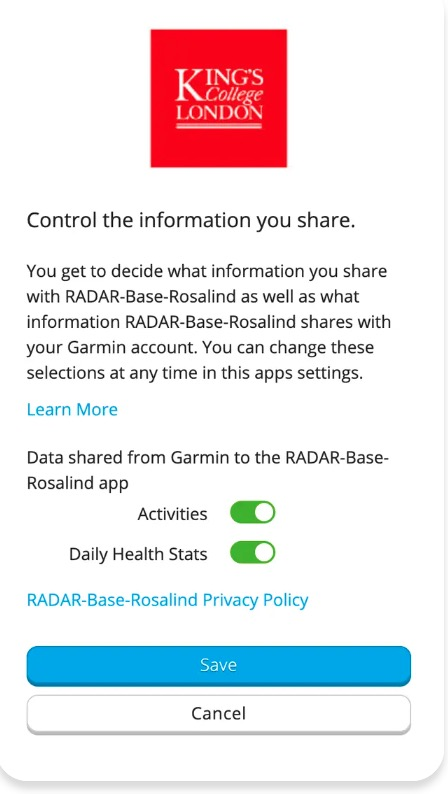 KING'S
College
LONDON
Control the information you share.
You get to decide what information you share
with RADAR-Base-Rosalind as well as what
information RADAR-Base-Rosalind shares with
your Garmin account. You can change these
selections at any time in this apps settings.
Learn More
Data shared from Garmin to the RADAR-Base-
Rosalind app
Activities
Daily Health Stats
RADAR-Base-Rosalind Privacy Policy
Save
Cancel